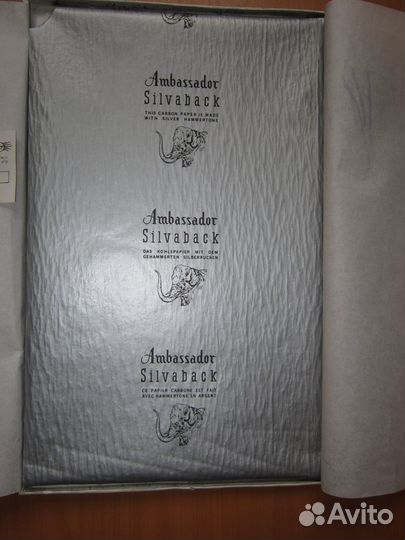 Ambassador
Silvaback
THIS CARBON PAPER IS MADE
WITH SILVER HAMMERTONE
Ambassador
Silvaback
DAS KOHLSPAPIER MIT DEM
GEHAMMERTEN SILBERRUCKEN
Ambassador
Silvaback
CE PAPIER CARBONE EST FAIT
AVEC HAMMERTONE EN ARGENT
Avito